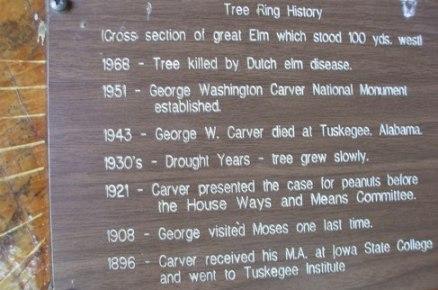 Tree Ring History
(Cross section of great Elm which stood 100 yds. west)
1968 - Tree killed by Dutch elm disease.
1951 - George Washington Carver National Monument
established.
1943 - George W. Carver died at Tuskegee, Alabama.
1930's - Drought Years - tree grew slowly.
1921 - Carver presented the case for peanuts before
the House Ways and Means Committee.
1908 - George visited Moses one last time.
1896 - Carver received his M.A. at Iowa State College
and went to Tuskegee Institute